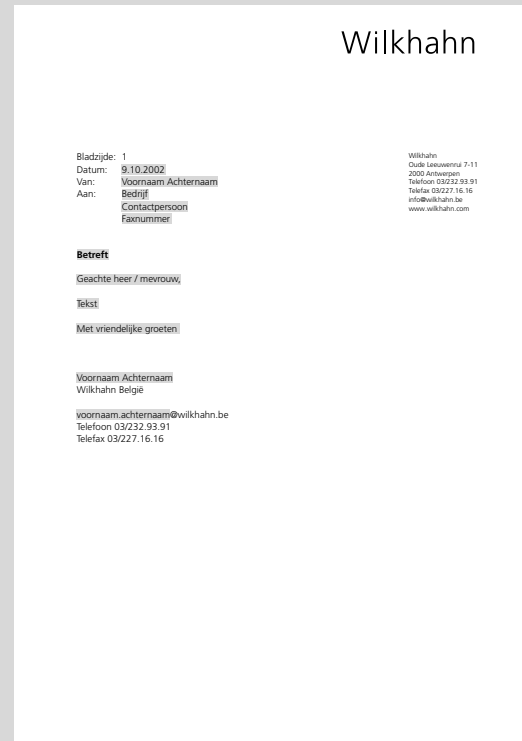 Wilkhahn
Bladzijde: 1
Datum: 9.10.2002
Van: Voornaam Achternaam
Aan: Bedrijf
Contactpersoon
Faxnummer
Wilkhahn
Oude Leeuwenrui 7-11
2000 Antwerpen
Telefoon 03/232.93.91
Telefax 03/227.16.16
info@wilkhahn.be
www.wilkhahn.com
Betreft
Geachte heer / mevrouw,
Tekst
Met vriendelijke groeten
Voornaam Achternaam
Wilkhahn België
voornaam.achternaam@wilkhahn.be
Telefoon 03/232.93.91
Telefax 03/227.16.16